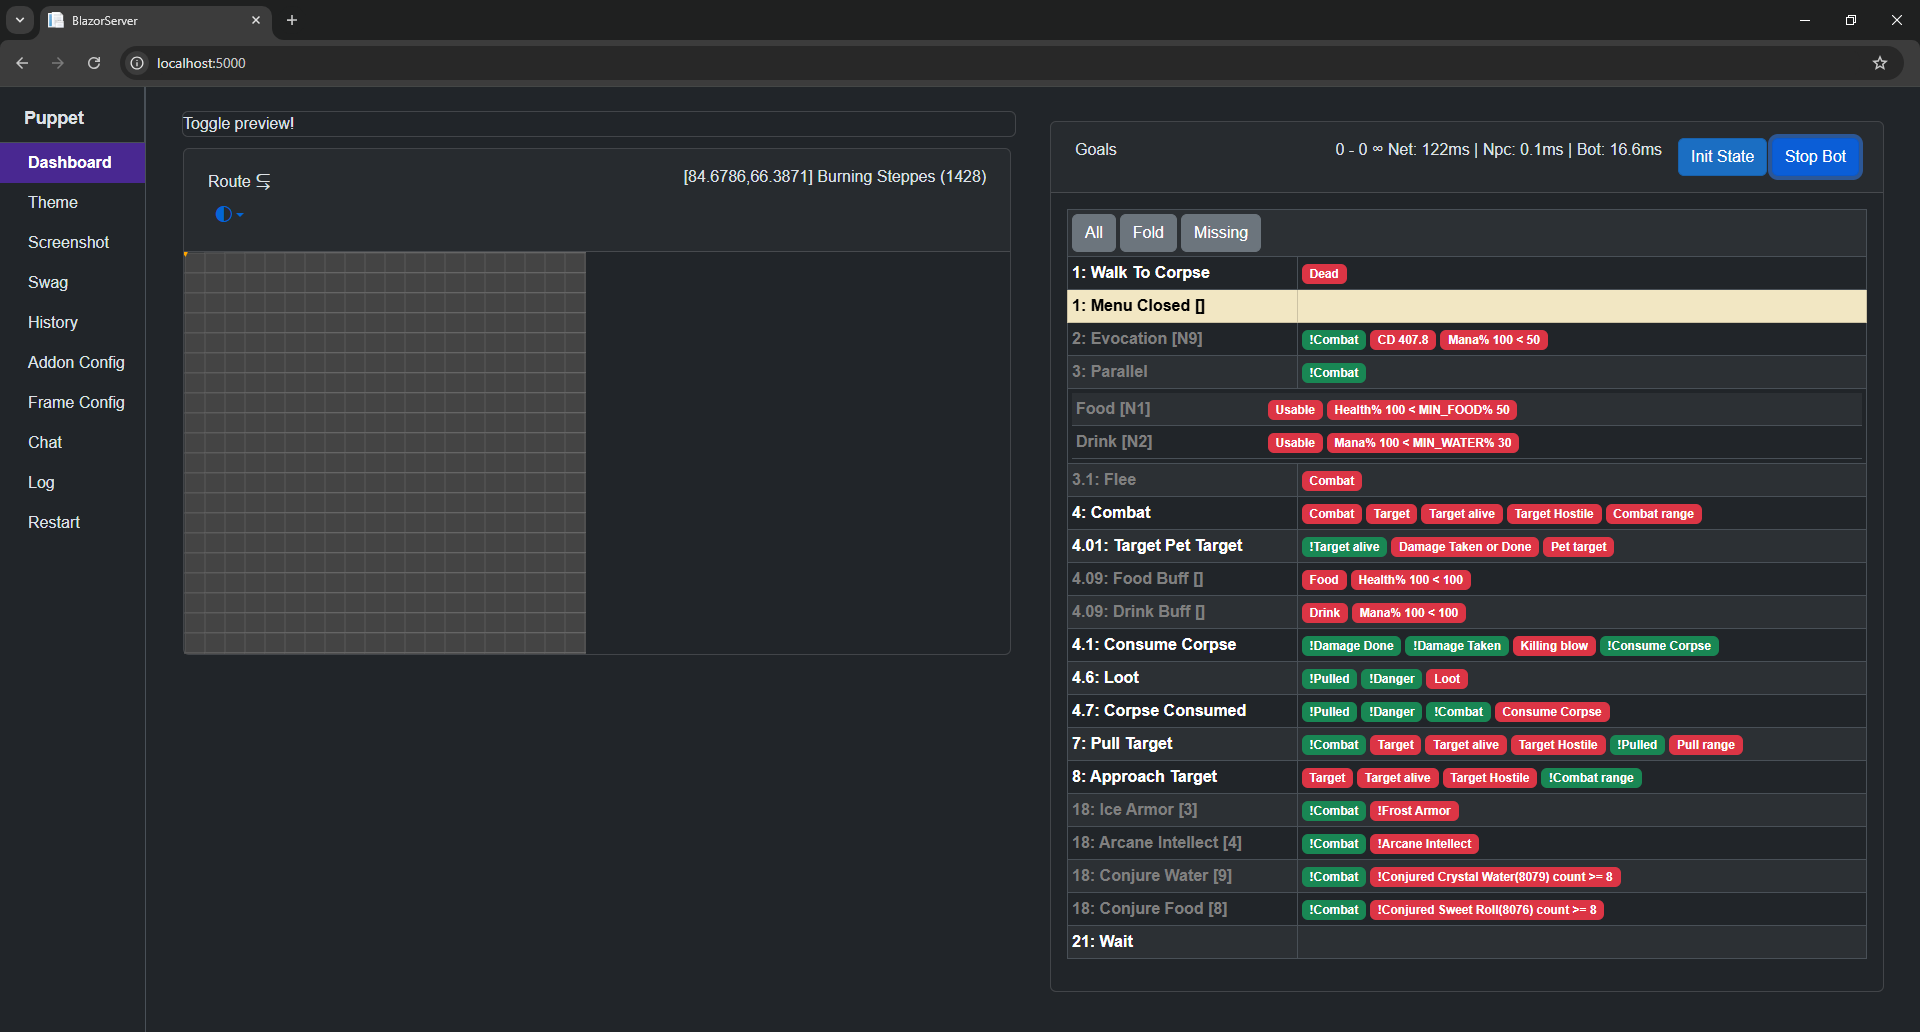 BlazorServer
localhost:5000
Puppet
Dashboard
Theme
Screenshot
Swag
History
Addon Config
Frame Config
Chat
Log
Restart
Toggle preview!
Route
[84.6786,66.3871] Burning Steppes (1428)
Goals
0 - 0 ∞ Net: 122ms | Npc: 0.1ms | Bot: 16.6ms
Init State
Stop Bot
All Fold Missing
1: Walk To Corpse Dead
1: Menu Closed []
2: Evocation [N9] !Combat CD 407.8 Mana% 100 < 50
3: Parallel !Combat
Food [N1] Usable Health% 100 < MIN_FOOD% 50
Drink [N2] Usable Mana% 100 < MIN_WATER% 30
3.1: Flee Combat
4: Combat Combat Target Target alive Target Hostile Combat range
4.01: Target Pet Target !Target alive Damage Taken or Done Pet target
4.09: Food Buff [] Food Health% 100 < 100
4.09: Drink Buff [] Drink Mana% 100 < 100
4.1: Consume Corpse !Damage Done !Damage Taken Killing blow !Consume Corpse
4.6: Loot !Pulled !Danger Loot
4.7: Corpse Consumed !Pulled !Danger !Combat Consume Corpse
7: Pull Target !Combat Target Target alive Target Hostile !Pulled Pull range
8: Approach Target Target Target alive Target Hostile !Combat range
18: Ice Armor [3] !Combat !Frost Armor
18: Arcane Intellect [4] !Combat !Arcane Intellect
18: Conjure Water [9] !Combat !Conjured Crystal Water(8079) count >= 8
18: Conjure Food [8] !Combat !Conjured Sweet Roll(8076) count >= 8
21: Wait